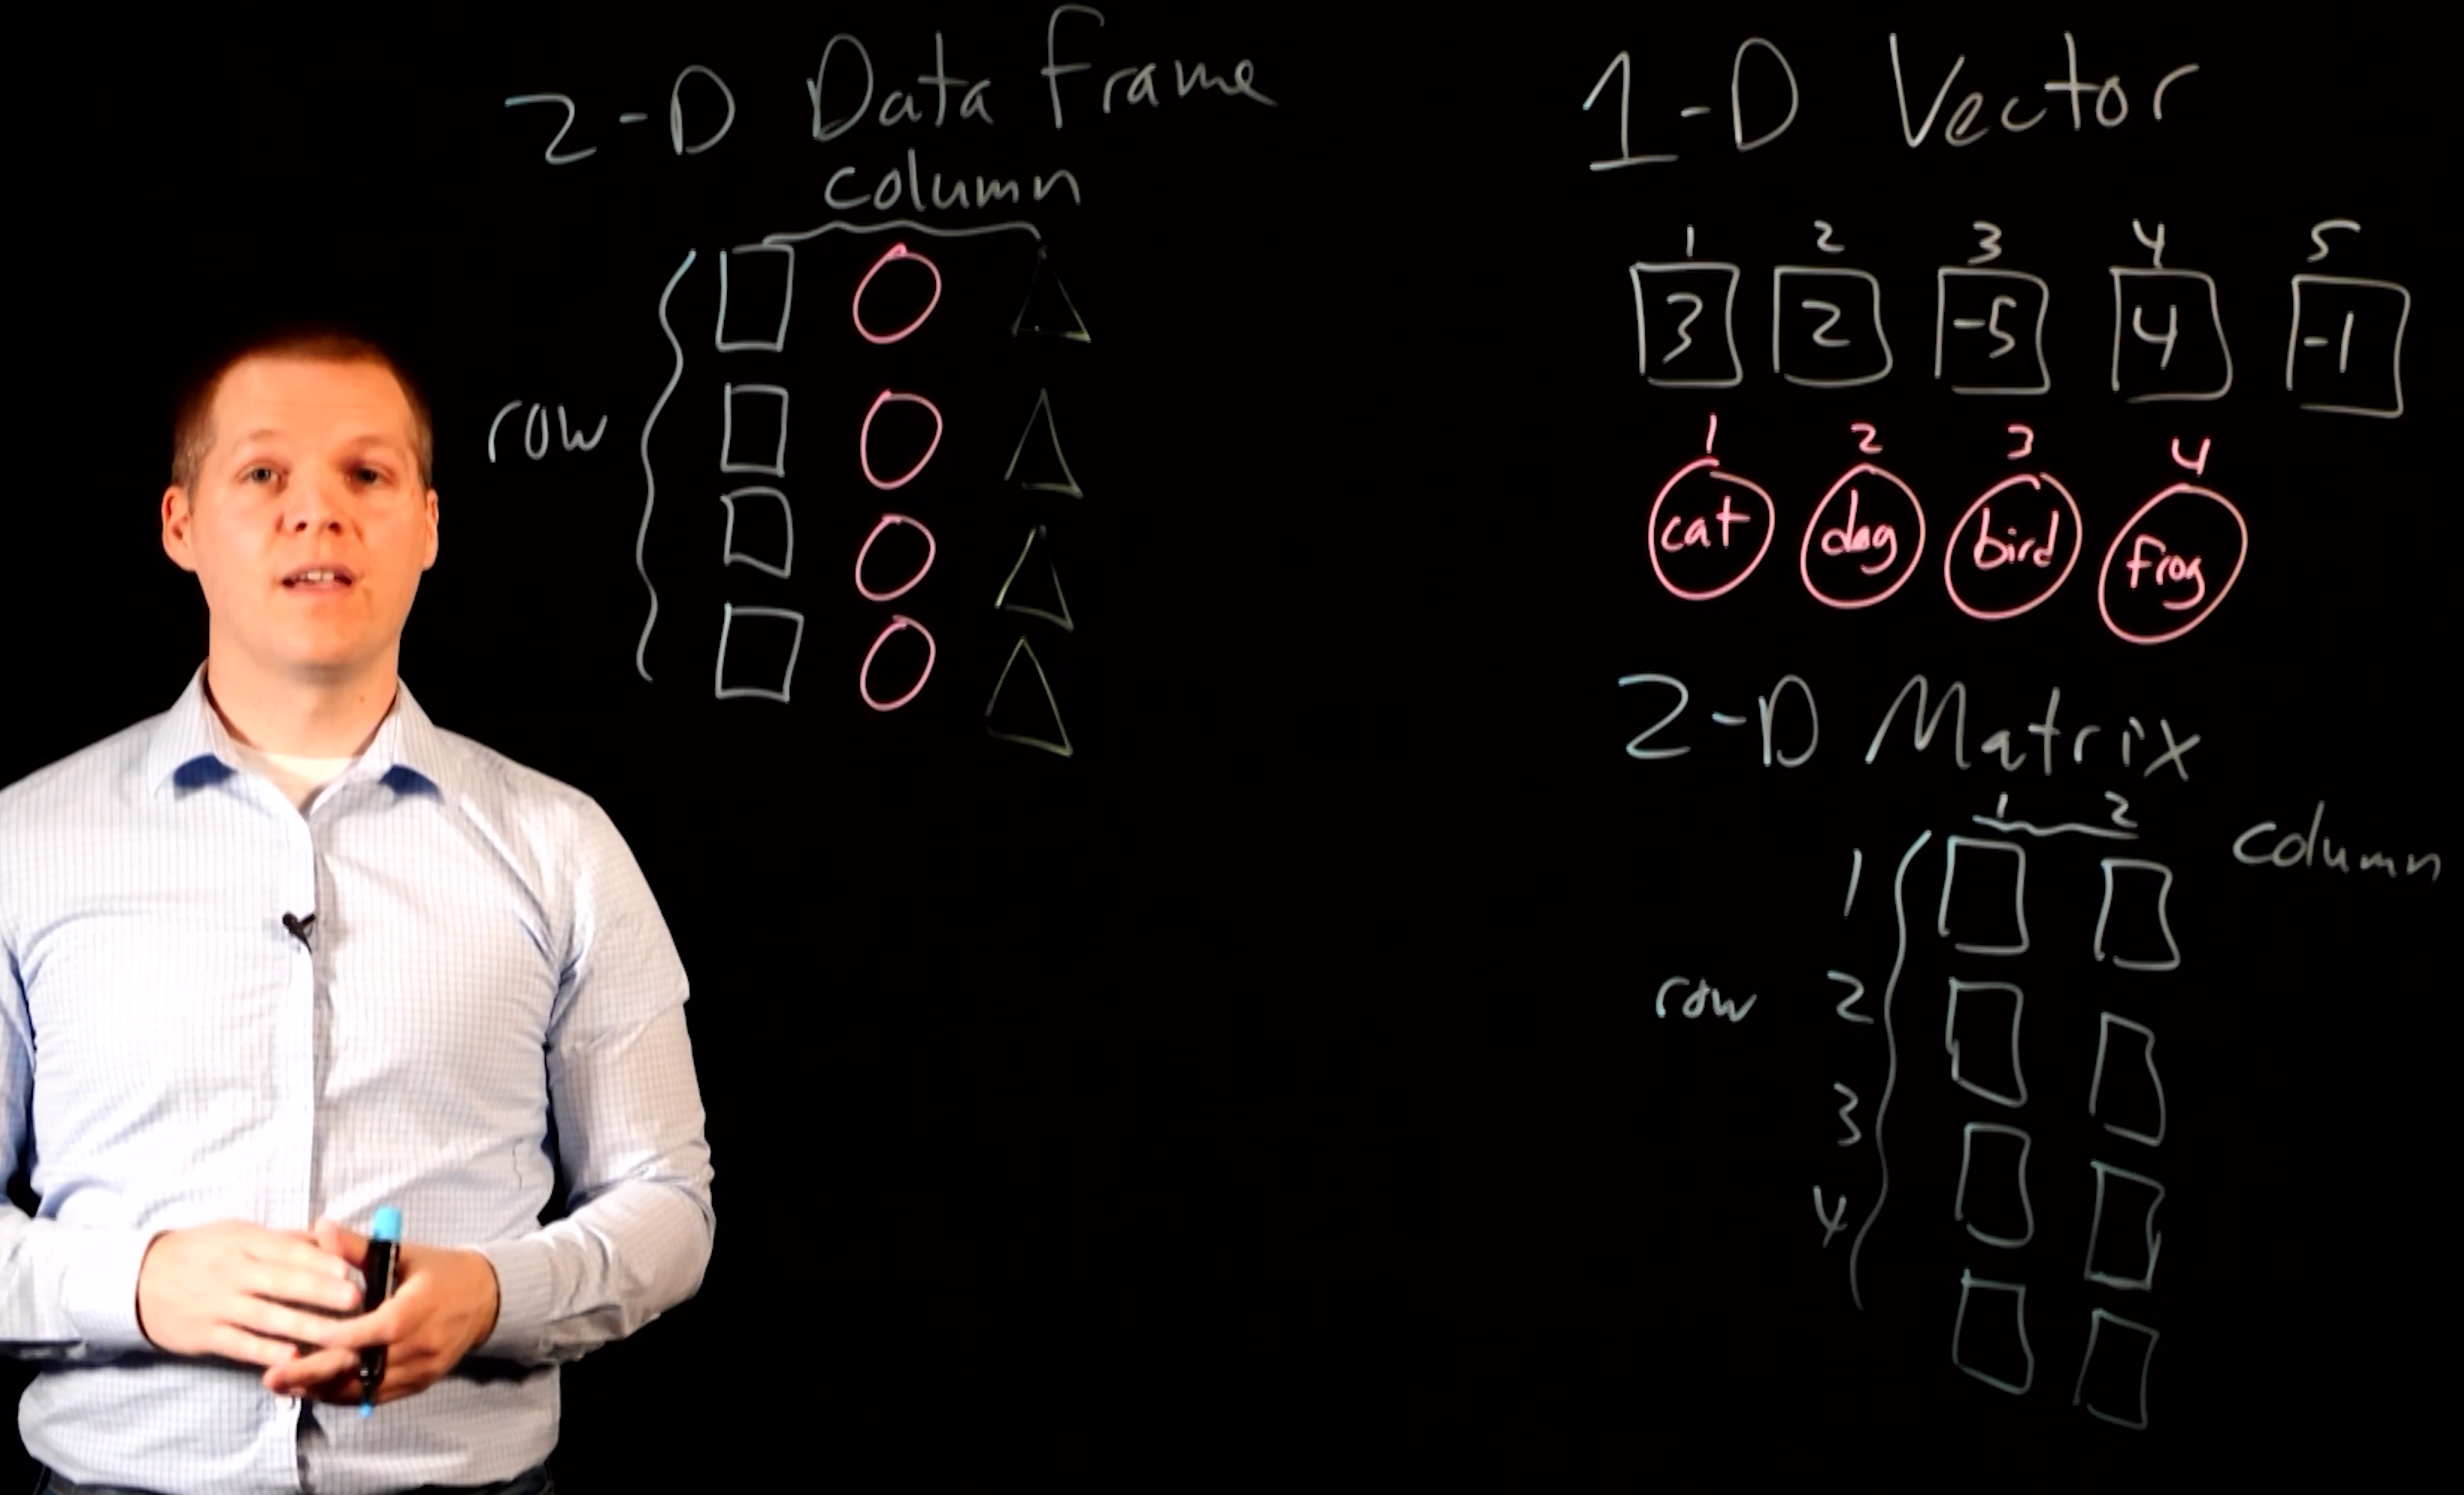 2-D Data Frame
column
row
1-D Vector
1 2 3 4 5
3 2 -5 4 -1
1 2 3 4
cat dog bird frog
2-D Matrix
1 2 column
1
row 2
3
4